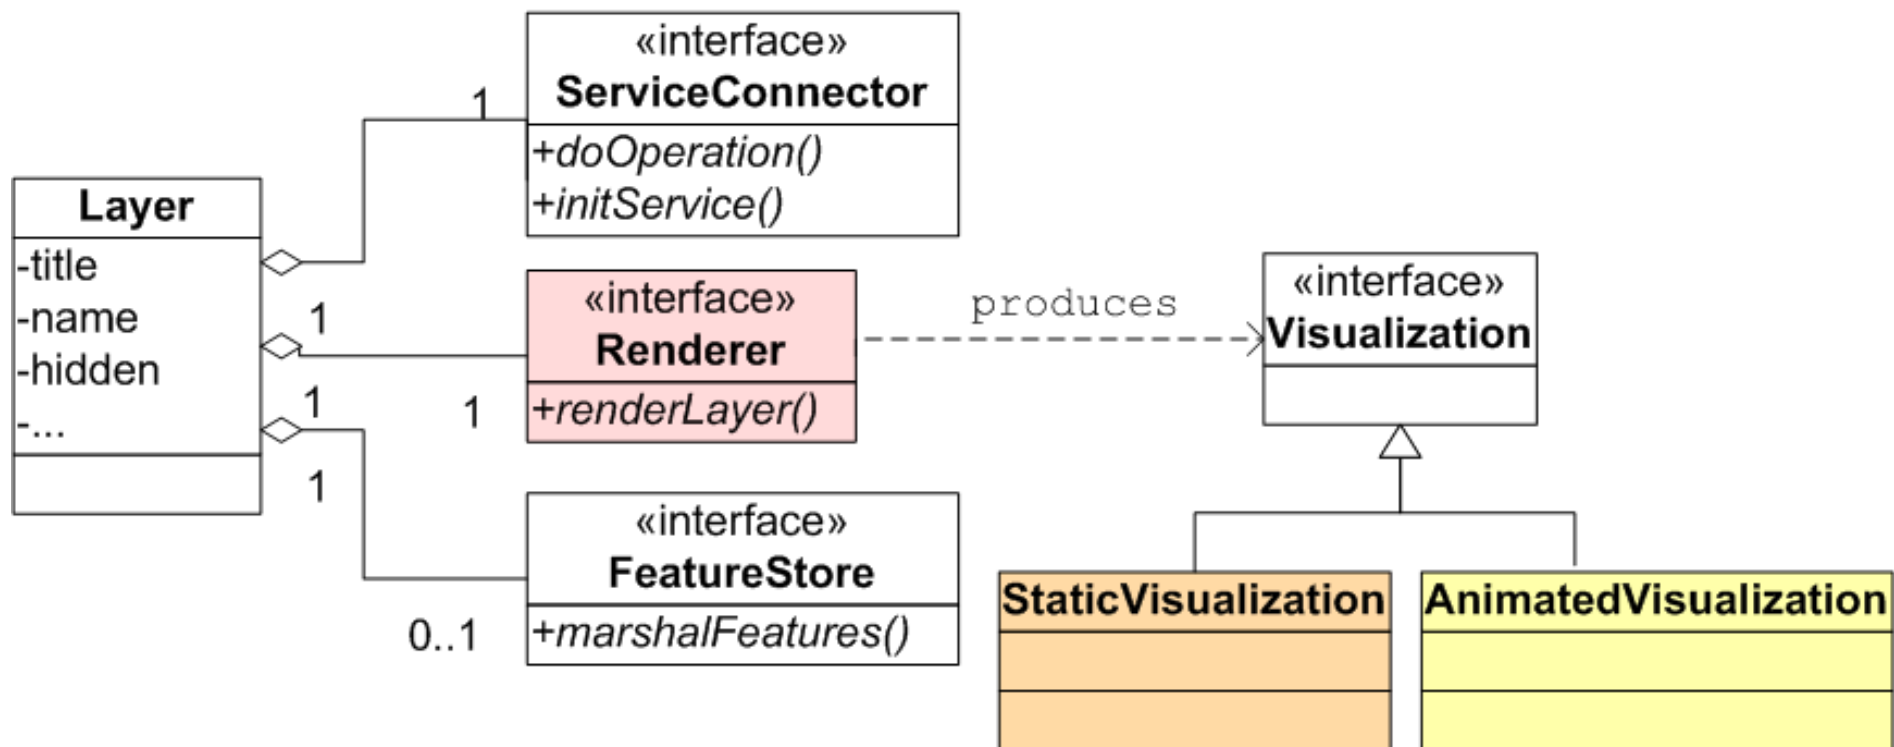 «interface»
ServiceConnector
+doOperation()
+initService()
1
Layer
-title
-name
-hidden
-...
1
1
1
«interface»
Renderer
+renderLayer()
1
produces
«interface»
Visualization
«interface»
FeatureStore
+marshalFeatures()
0..1
StaticVisualization
AnimatedVisualization